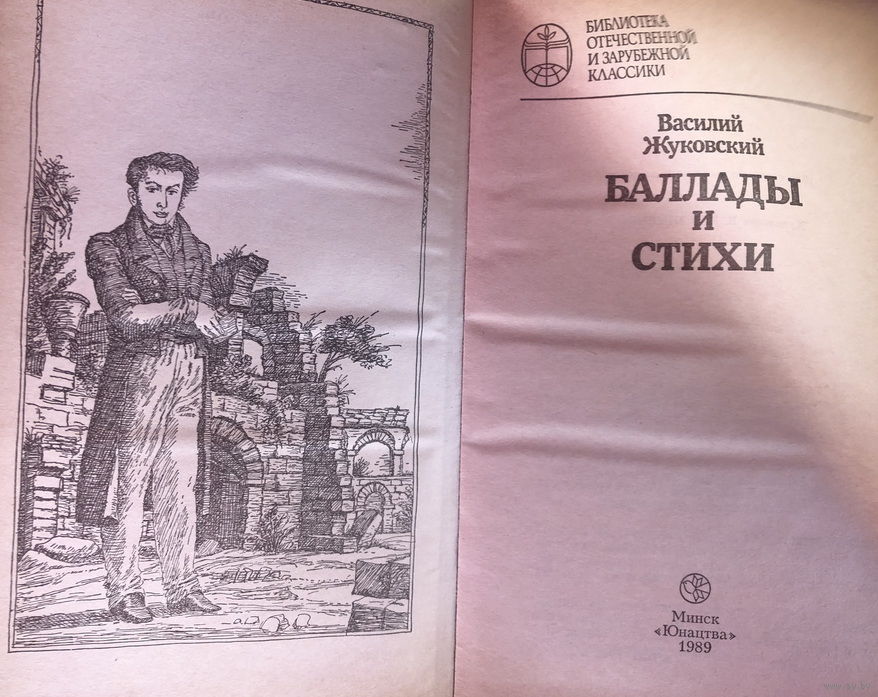 БИБЛИОТЕКА
ОТЕЧЕСТВЕННОЙ
И ЗАРУБЕЖНОЙ
КЛАССИКИ
Василий
Жуковский
БАЛЛАДЫ
И
СТИХИ
Минск
«Юнацтва»
1989